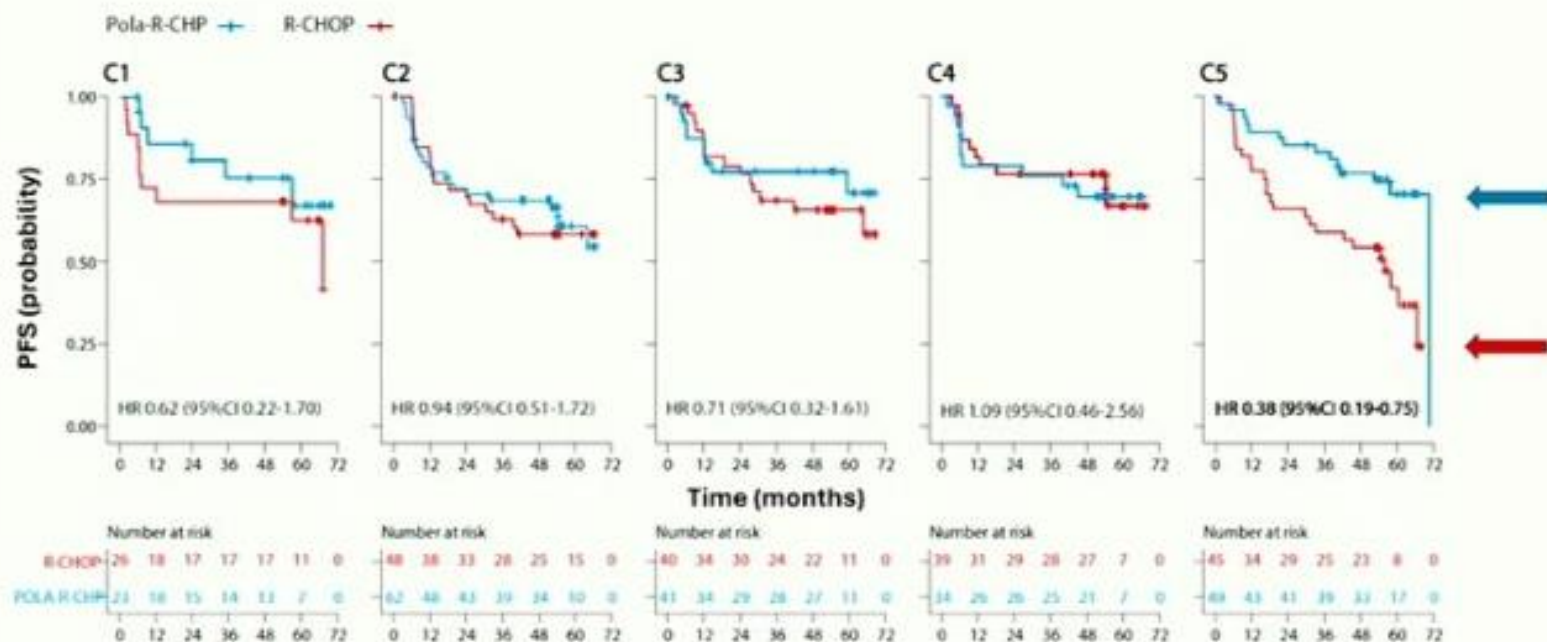 Pola-R-CHP R-CHOP
C1 C2 C3 C4 C5
1.00
0.75
0.50
0.25
0.00
PFS (probability)
HR 0.62 (95%CI 0.22-1.70) HR 0.94 (95%CI 0.51-1.72) HR 0.71 (95%CI 0.32-1.61) HR 1.09 (95%CI 0.46-2.56) HR 0.38 (95%CI 0.19-0.75)
0 12 24 36 48 60 72 0 12 24 36 48 60 72 0 12 24 36 48 60 72 0 12 24 36 48 60 72 0 12 24 36 48 60 72
Time (months)
Number at risk Number at risk Number at risk Number at risk Number at risk
R-CHOP 26 18 17 17 17 11 0 48 38 33 28 25 15 0 40 34 30 24 22 11 0 39 31 29 28 27 7 0 45 34 29 25 23 8 0
POLA R CHP 23 18 15 14 13 7 0 62 48 43 39 34 10 0 41 34 29 28 27 11 0 34 26 26 25 21 7 0 49 43 41 39 33 17 0
0 12 24 36 48 60 72 0 12 24 36 48 60 72 0 12 24 36 48 60 72 0 12 24 36 48 60 72 0 12 24 36 48 60 72